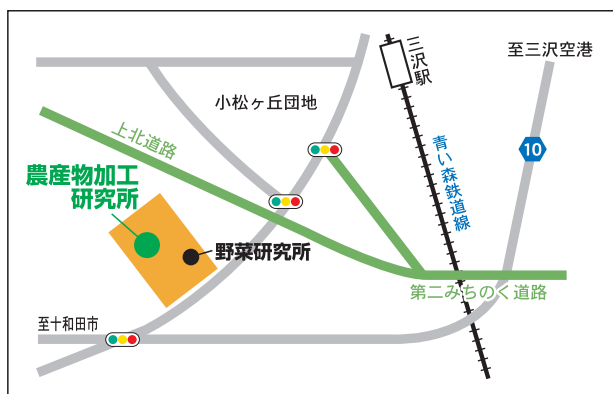 三沢駅
至三沢空港
小松ヶ丘団地
上北道路
10
青い森鉄道線
農産物加工
研究所
野菜研究所
第二みちのく道路
至十和田市